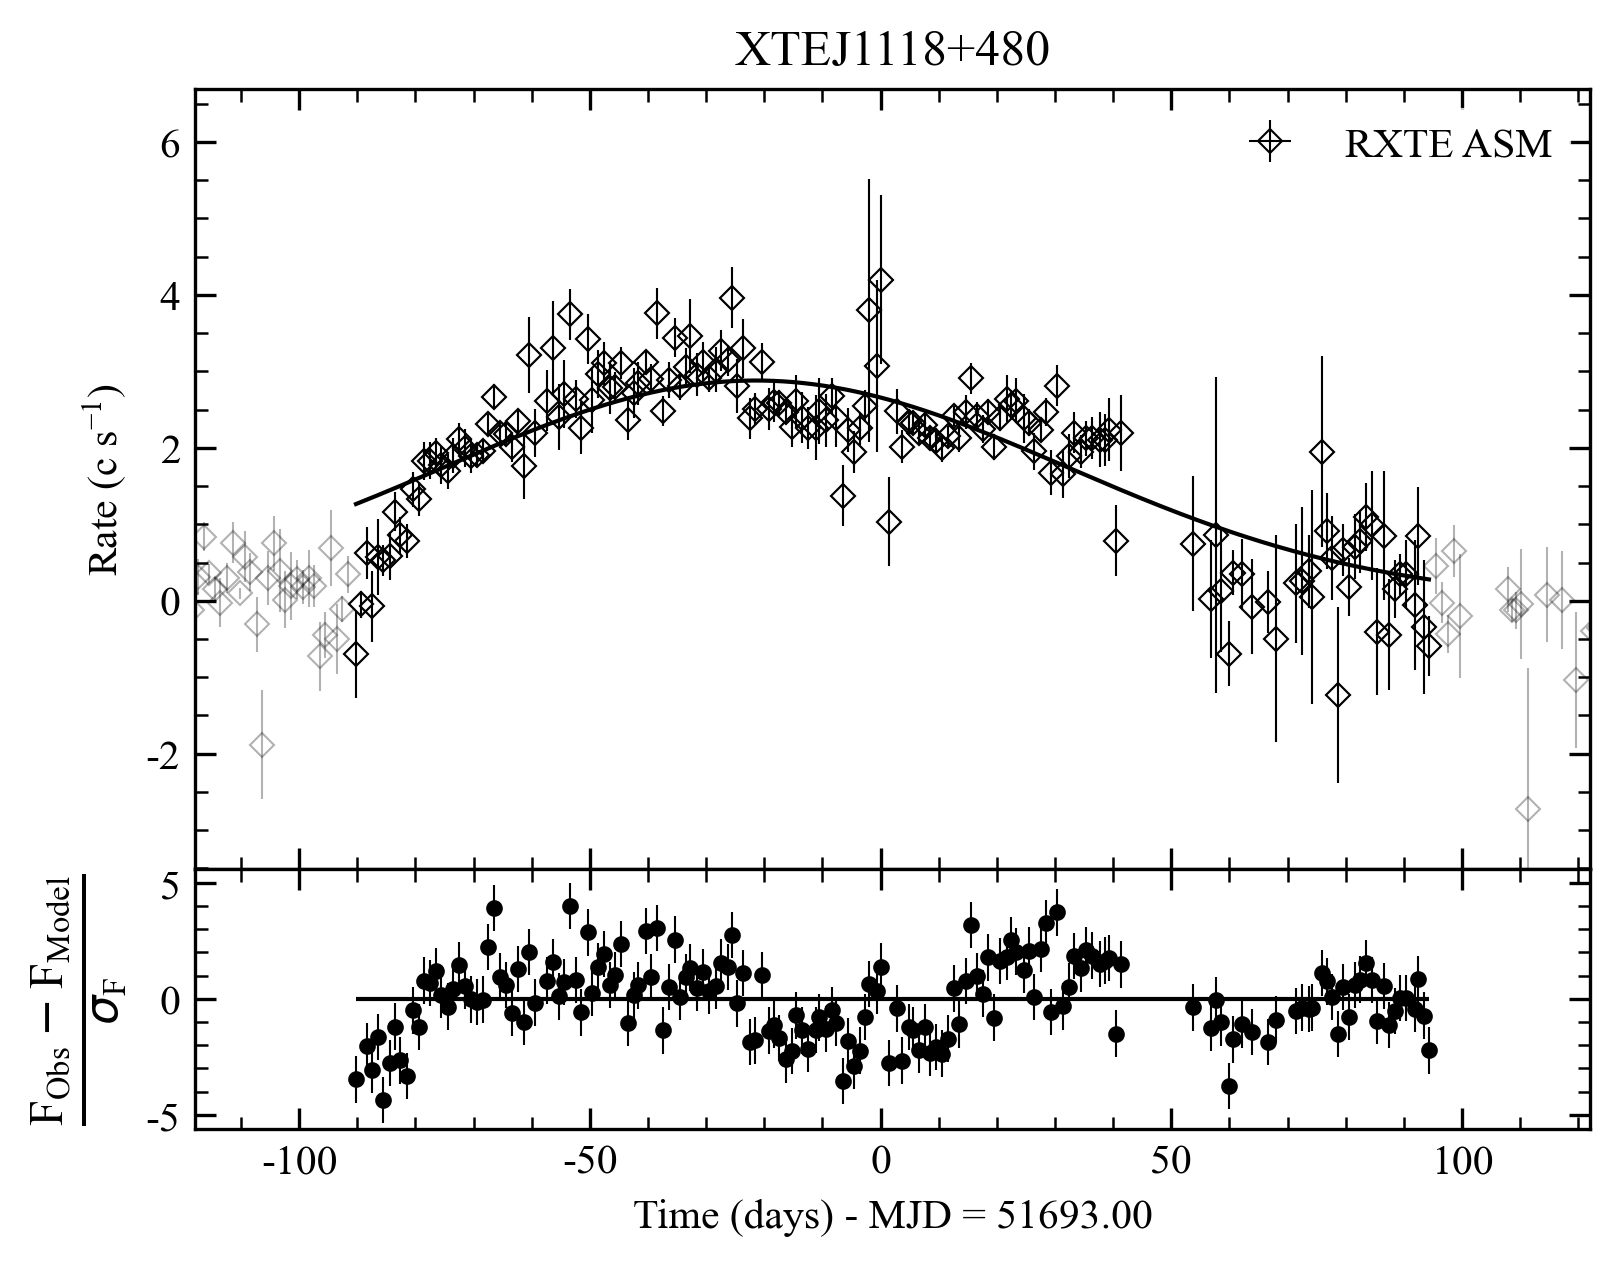 XTEJ1118+480
RXTE ASM
6
4
2
0
-2
Rate (c s⁻¹)
5
0
-5
F_Obs − F_Model
σ_F
-100 -50 0 50 100
Time (days) - MJD = 51693.00